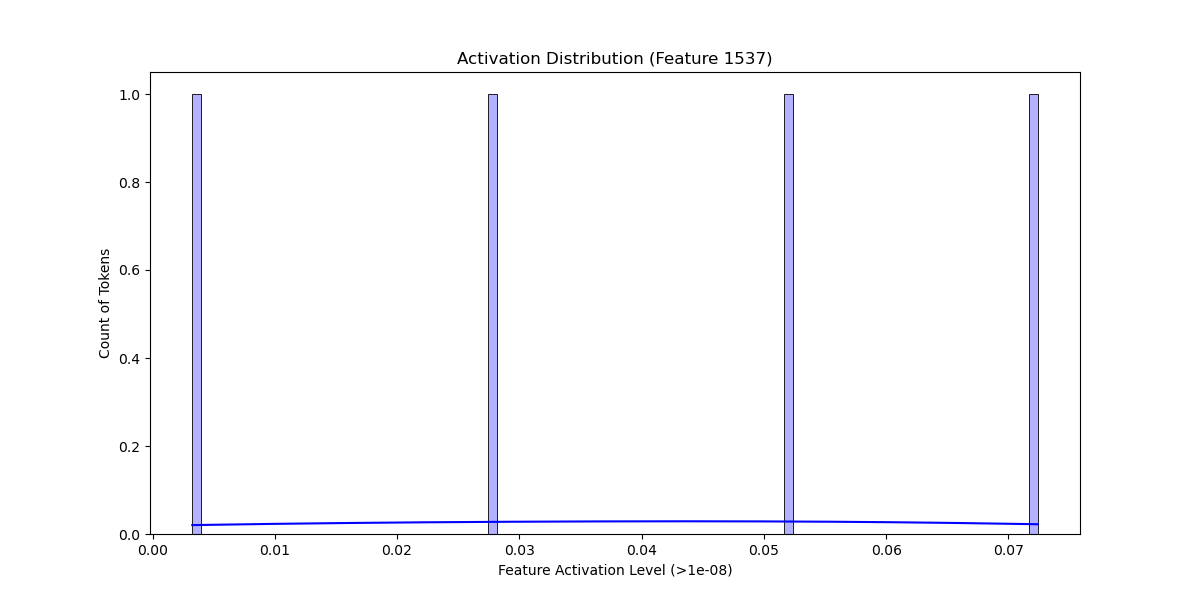 Activation Distribution (Feature 1537)
1.0
0.8
0.6
0.4
0.2
0.0
Count of Tokens
0.00 0.01 0.02 0.03 0.04 0.05 0.06 0.07
Feature Activation Level (>1e-08)